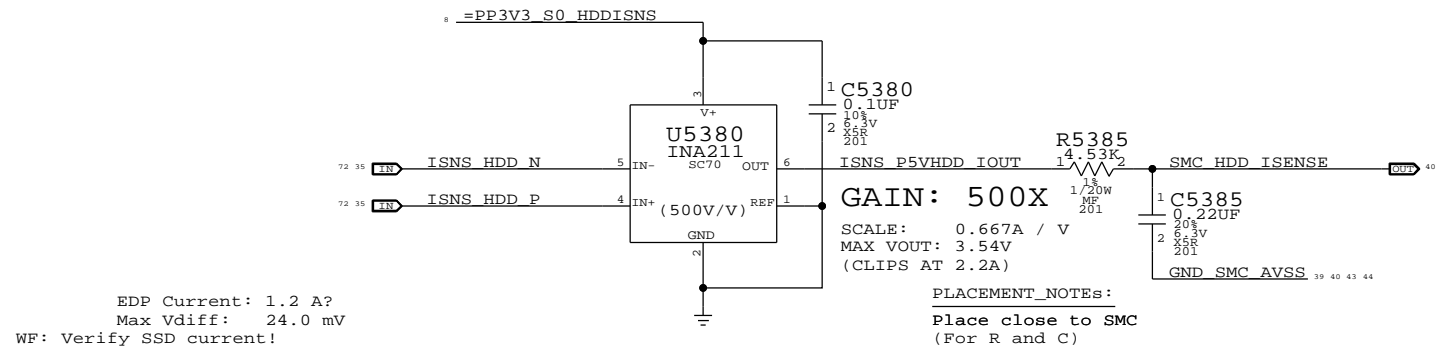 8 =PP3V3_S0_HDDISNS
3
V+
1 C5380
0.1UF
10%
6.3V
2 X5R
201
U5380
INA211
SC70
72 35 IN ISNS_HDD_N 5 IN-
OUT 6 ISNS_P5VHDD_IOUT
R5385
4.53K
1 2
1%
1/20W
MF
201
SMC_HDD_ISENSE OUT 40
72 35 IN ISNS_HDD_P 4 IN+
(500V/V) REF 1
GND
2
GAIN: 500X
SCALE: 0.667A / V
MAX VOUT: 3.54V
(CLIPS AT 2.2A)
1 C5385
0.22UF
20%
6.3V
2 X5R
201
GND_SMC_AVSS 39 40 43 44
EDP Current: 1.2 A?
Max Vdiff: 24.0 mV
WF: Verify SSD current!
PLACEMENT_NOTEs:
Place close to SMC
(For R and C)